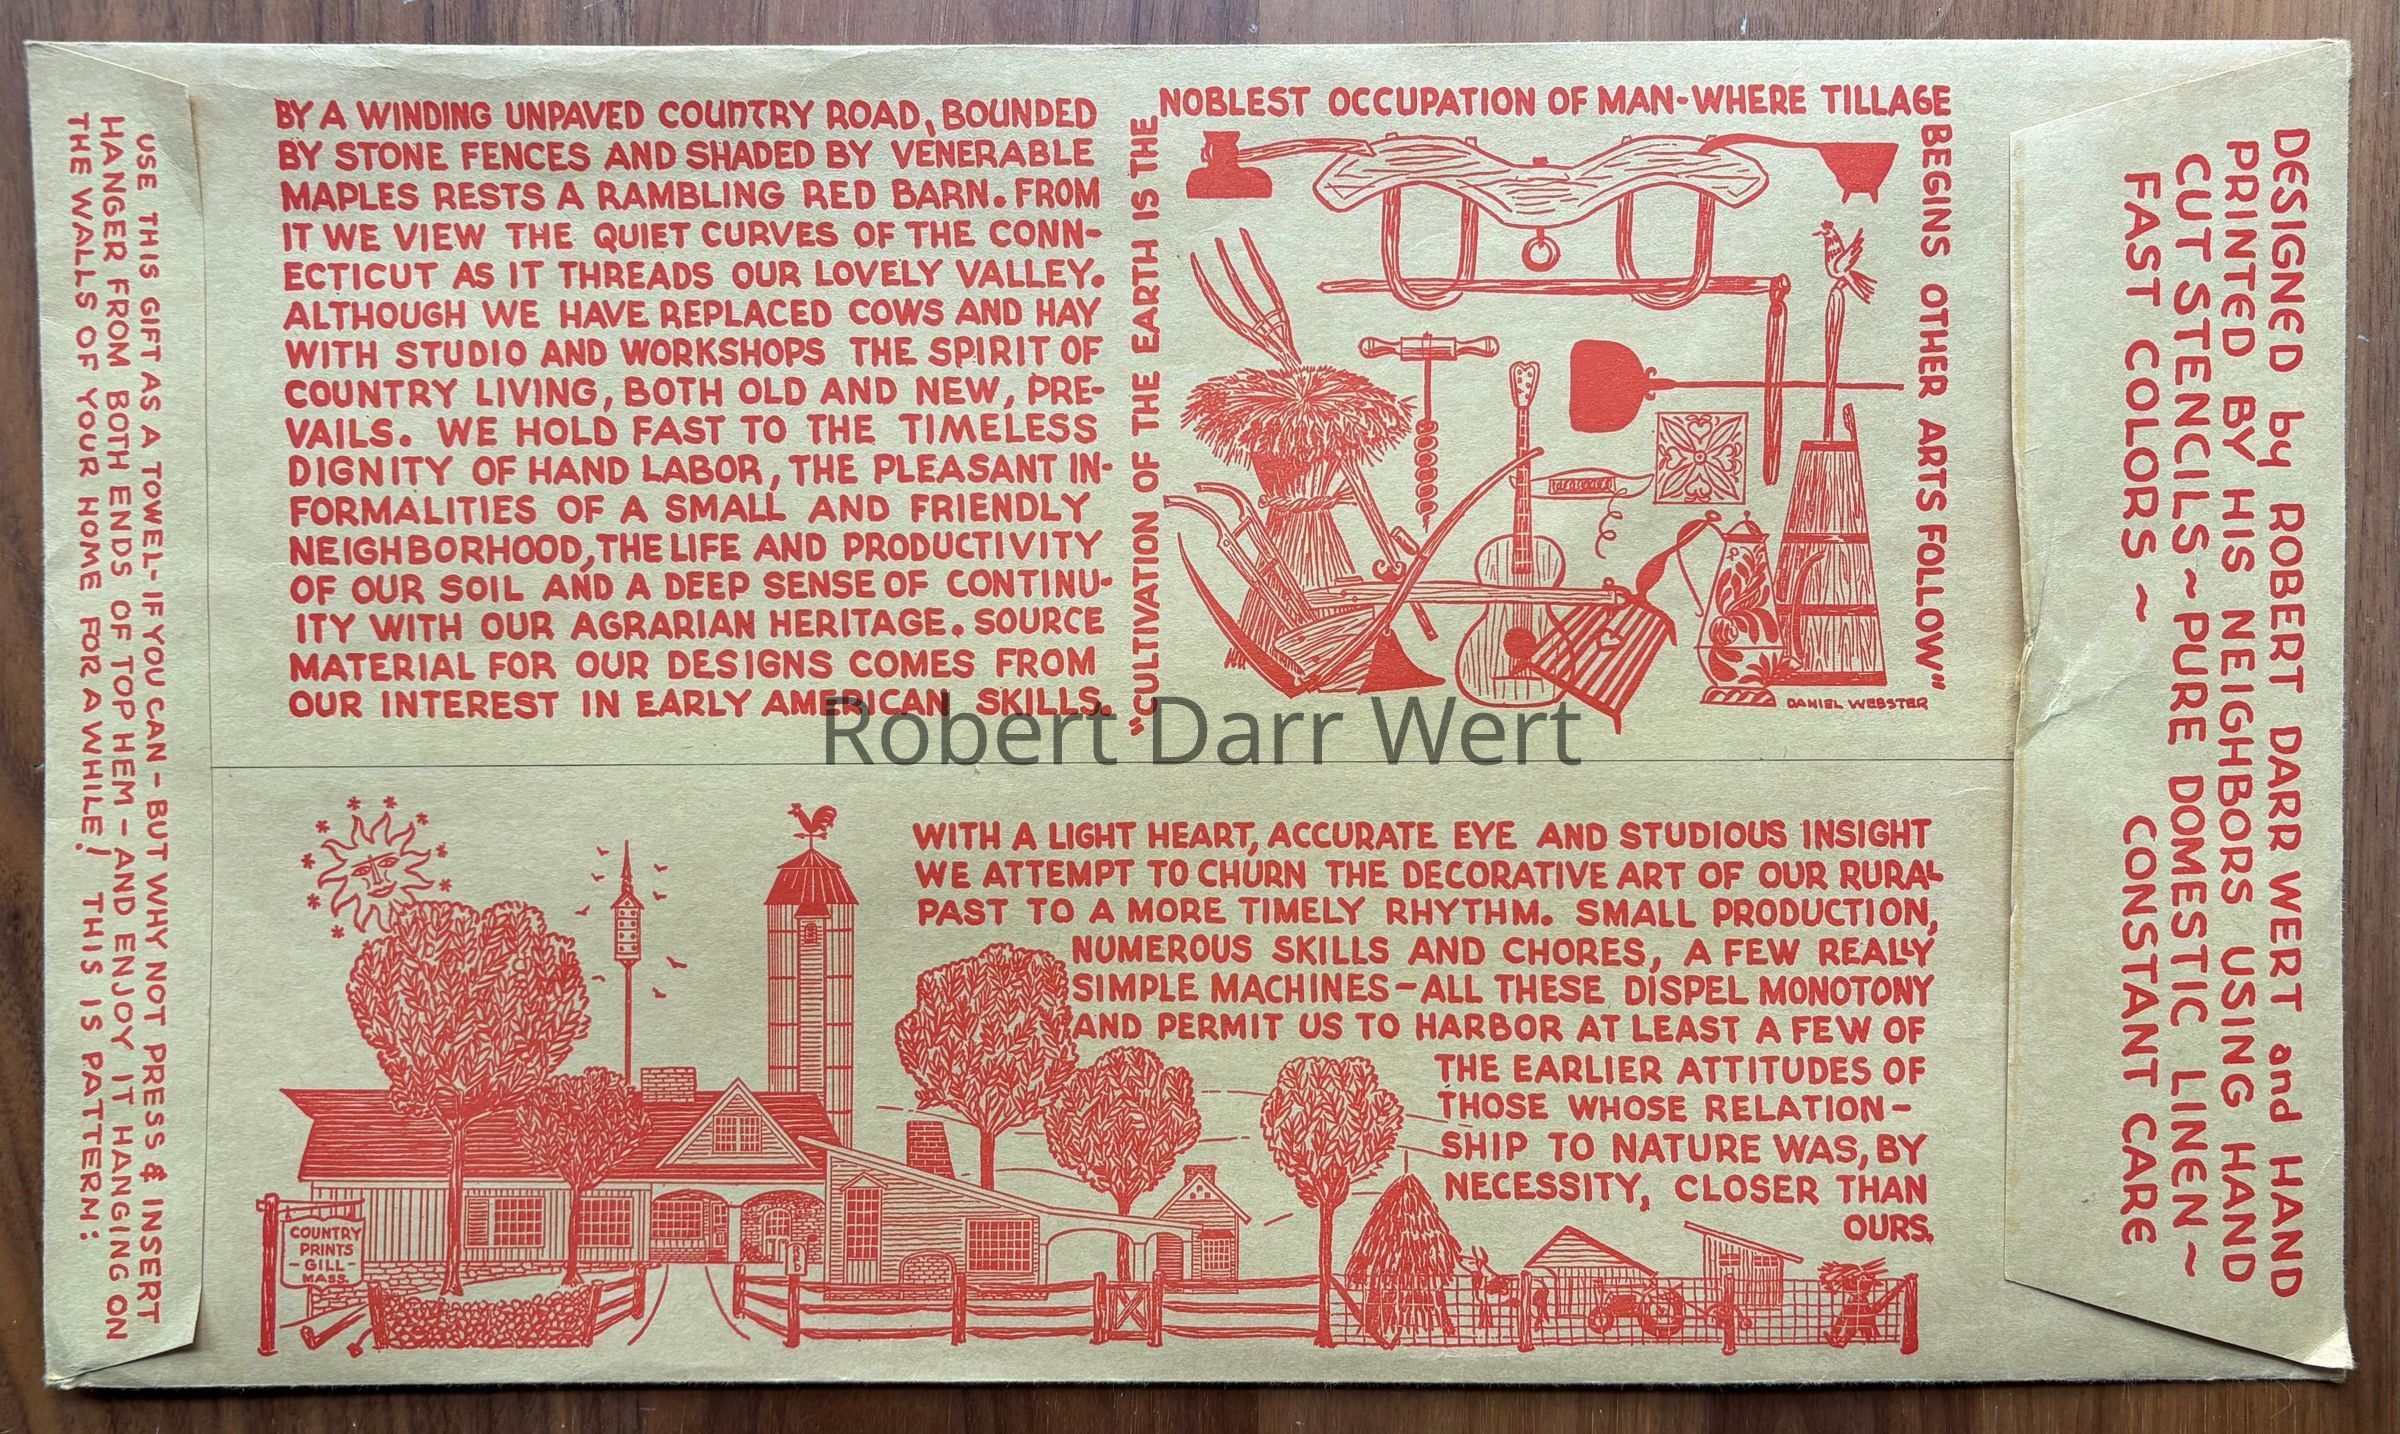 USE THIS GIFT AS A TOWEL-IF YOU CAN - BUT WHY NOT PRESS & INSERT
HANGER FROM BOTH ENDS OF TOP HEM - AND ENJOY IT HANGING ON
THE WALLS OF YOUR HOME FOR A WHILE! THIS IS PATTERN:
BY A WINDING UNPAVED COUNTRY ROAD, BOUNDED
BY STONE FENCES AND SHADED BY VENERABLE
MAPLES RESTS A RAMBLING RED BARN. FROM
IT WE VIEW THE QUIET CURVES OF THE CONN-
ECTICUT AS IT THREADS OUR LOVELY VALLEY.
ALTHOUGH WE HAVE REPLACED COWS AND HAY
WITH STUDIO AND WORKSHOPS THE SPIRIT OF
COUNTRY LIVING, BOTH OLD AND NEW, PRE-
VAILS. WE HOLD FAST TO THE TIMELESS
DIGNITY OF HAND LABOR, THE PLEASANT IN-
FORMALITIES OF A SMALL AND FRIENDLY
NEIGHBORHOOD, THE LIFE AND PRODUCTIVITY
OF OUR SOIL AND A DEEP SENSE OF CONTINU-
ITY WITH OUR AGRARIAN HERITAGE. SOURCE
MATERIAL FOR OUR DESIGNS COMES FROM
OUR INTEREST IN EARLY AMERICAN SKILLS.
"CULTIVATION OF THE EARTH IS THE
NOBLEST OCCUPATION OF MAN-WHERE TILLAGE
BEGINS OTHER ARTS FOLLOW"
DANIEL WEBSTER
Robert Darr Wert
WITH A LIGHT HEART, ACCURATE EYE AND STUDIOUS INSIGHT
WE ATTEMPT TO CHURN THE DECORATIVE ART OF OUR RURAL
PAST TO A MORE TIMELY RHYTHM. SMALL PRODUCTION,
NUMEROUS SKILLS AND CHORES, A FEW REALLY
SIMPLE MACHINES-ALL THESE DISPEL MONOTONY
AND PERMIT US TO HARBOR AT LEAST A FEW OF
THE EARLIER ATTITUDES OF
THOSE WHOSE RELATION-
SHIP TO NATURE WAS, BY
NECESSITY, CLOSER THAN
OURS.
COUNTRY
PRINTS
- GILL -
MASS.
DESIGNED by ROBERT DARR WERT and HAND
PRINTED BY HIS NEIGHBORS USING HAND
CUT STENCILS ~ PURE DOMESTIC LINEN ~
FAST COLORS ~ CONSTANT CARE